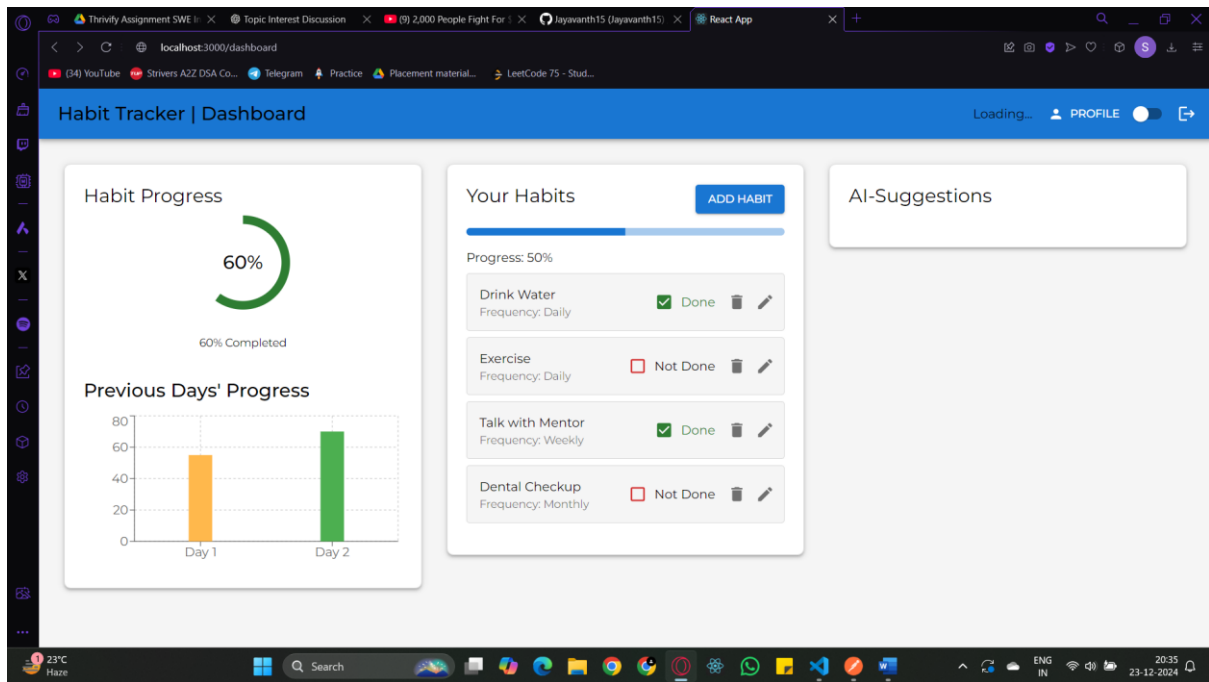 Thrivify Assignment SWE In
Topic Interest Discussion
(9) 2,000 People Fight For $
Jayavanth15 (Jayavanth15)
React App
localhost:3000/dashboard
S
(34) YouTube
Strivers A2Z DSA Co...
Telegram
Practice
Placement material...
LeetCode 75 - Stud...
Habit Tracker | Dashboard
Loading...
PROFILE
Habit Progress
60%
60% Completed
Previous Days' Progress
80
60
40
20
0
Day 1
Day 2
Your Habits
ADD HABIT
Progress: 50%
Drink Water
Frequency: Daily
Done
Exercise
Frequency: Daily
Not Done
Talk with Mentor
Frequency: Weekly
Done
Dental Checkup
Frequency: Monthly
Not Done
AI-Suggestions
1
23°C
Haze
Search
ENG
IN
20:35
23-12-2024